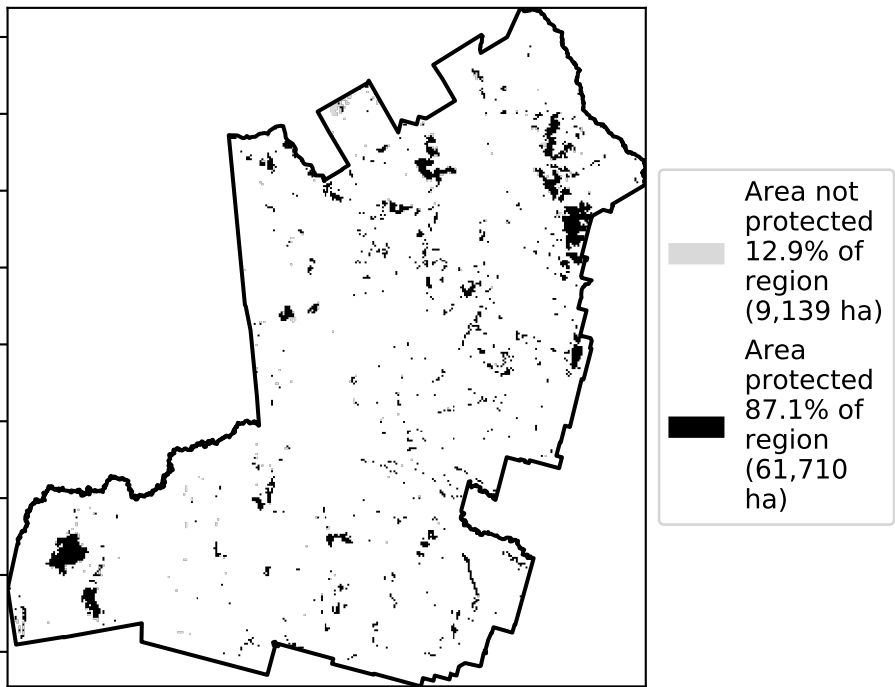 Area not
protected
12.9% of
region
(9,139 ha)
Area
protected
87.1% of
region
(61,710
ha)